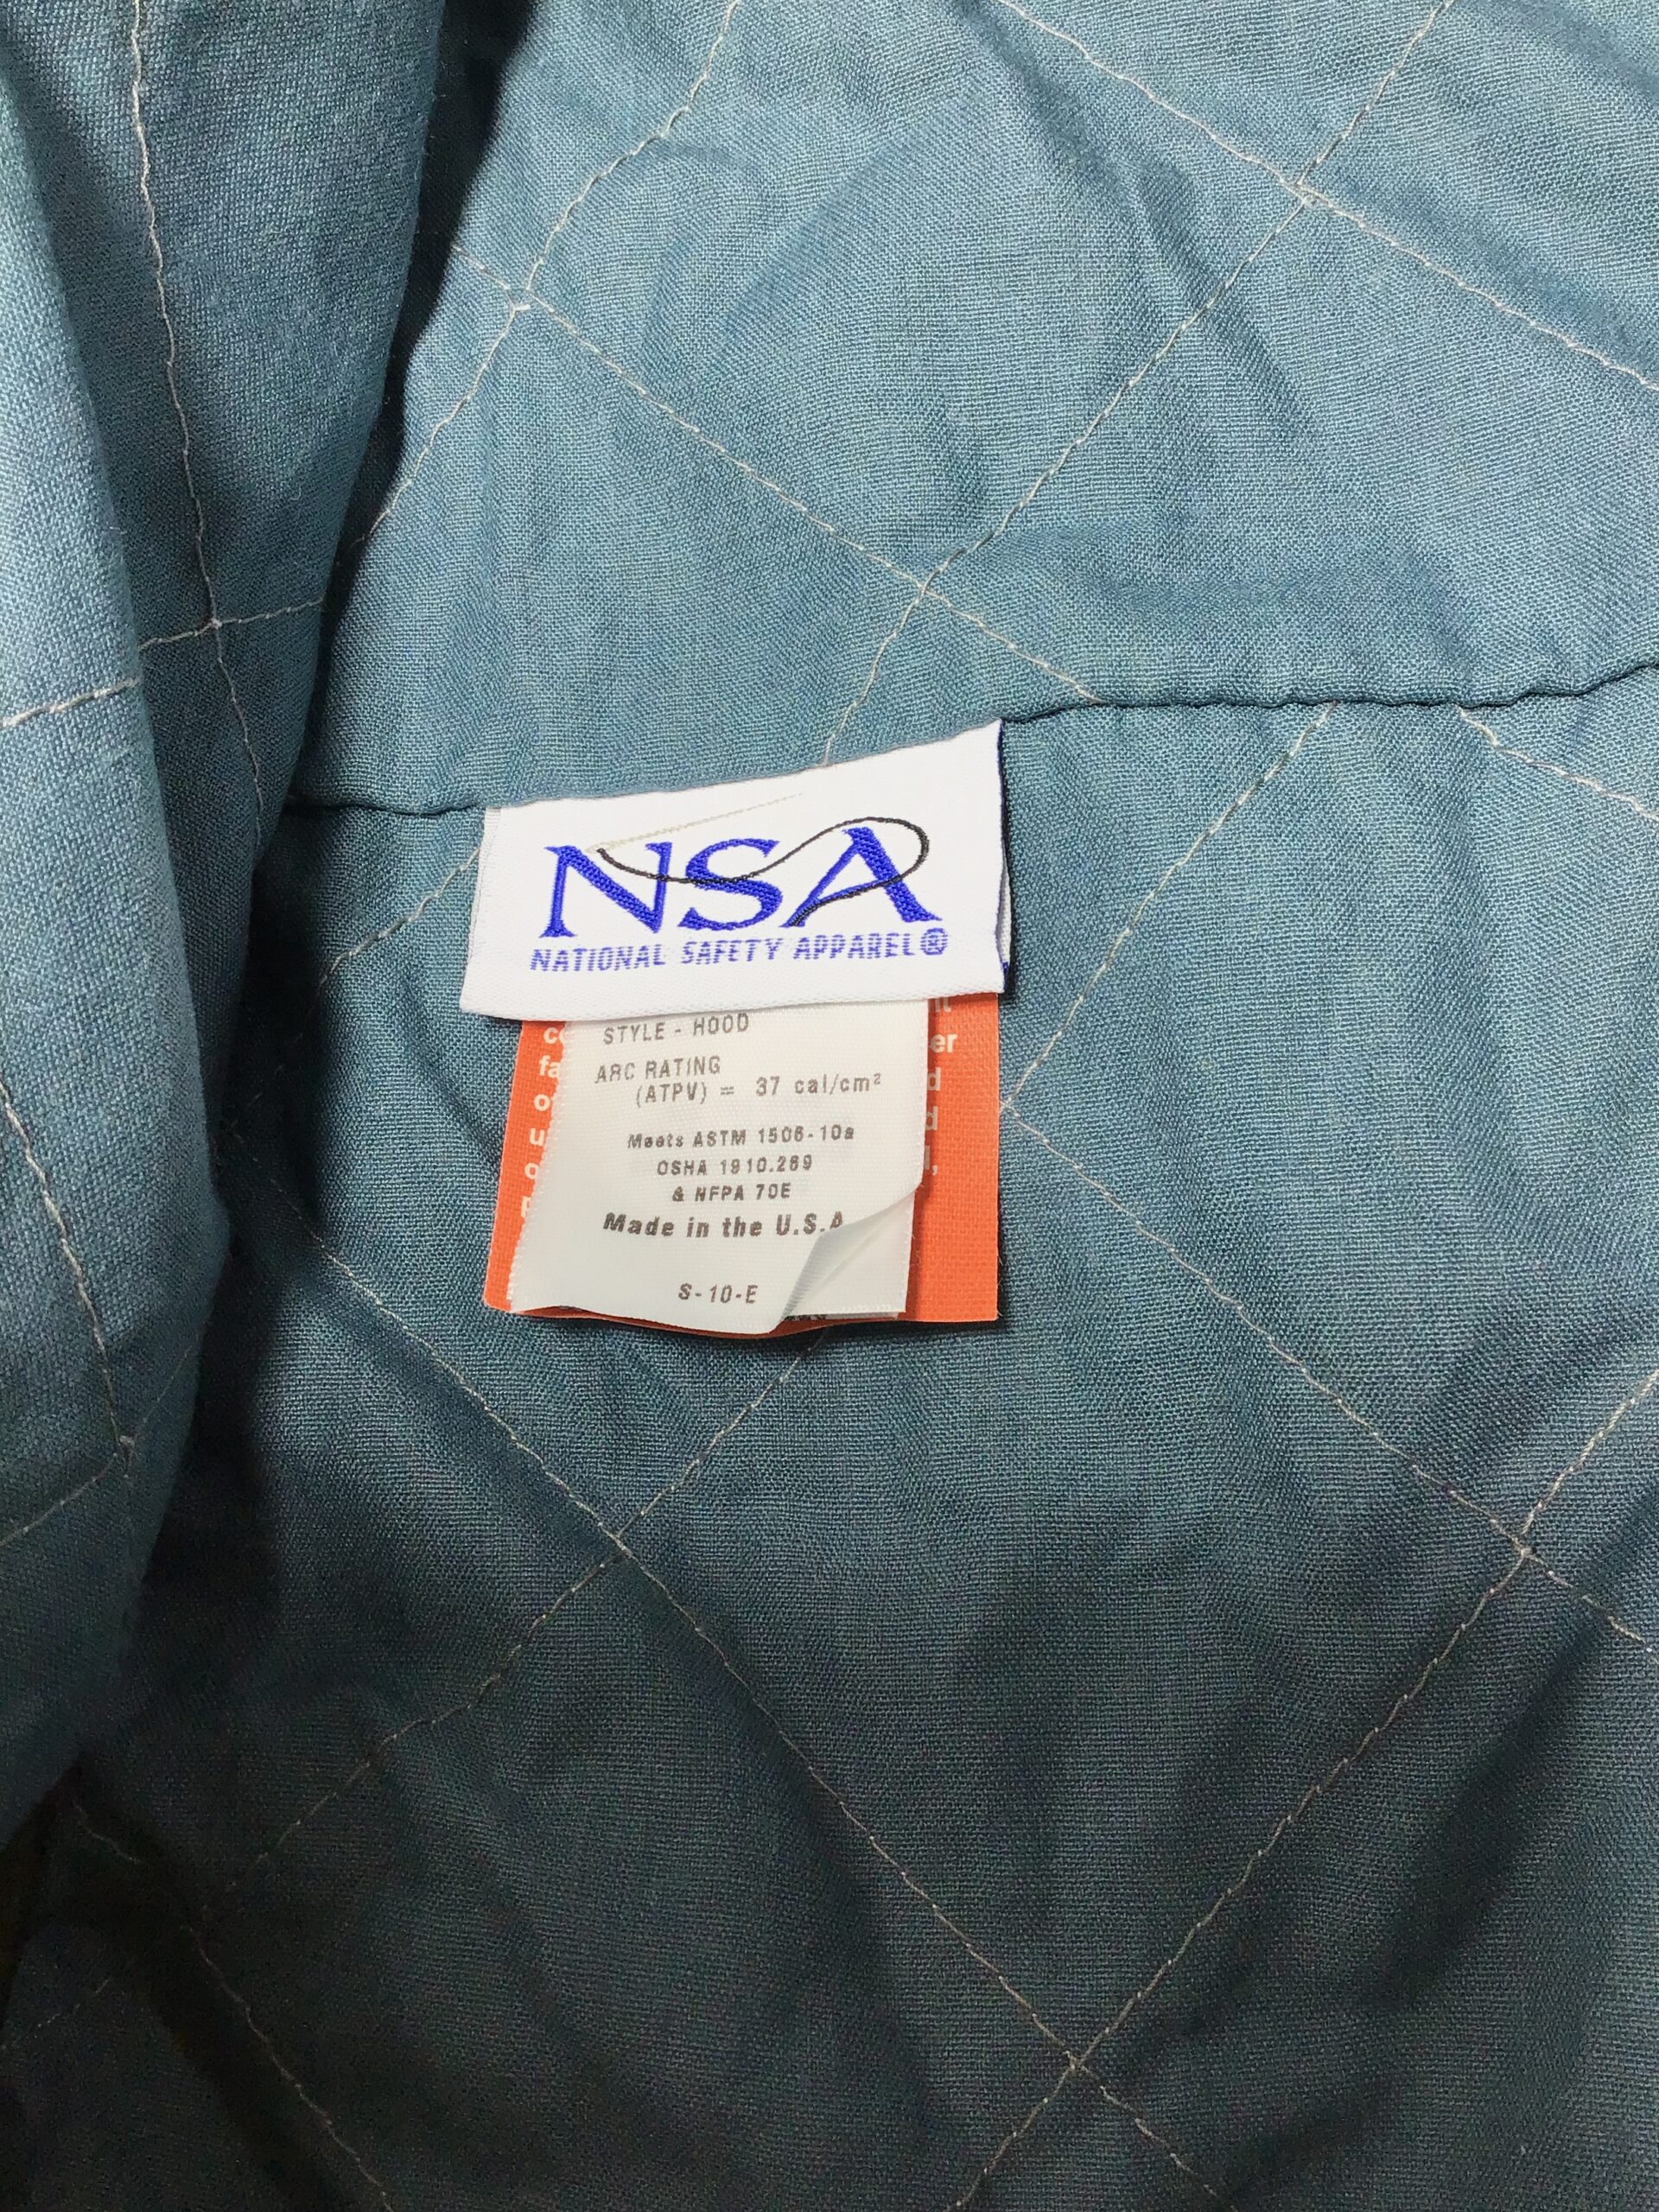 NSA
NATIONAL SAFETY APPAREL®
STYLE - HOOD
ARC RATING
(ATPV) = 37 cal/cm²
Meets ASTM 1506-10a
OSHA 1910.269
& NFPA 70E
Made in the U.S.A
S-10-E